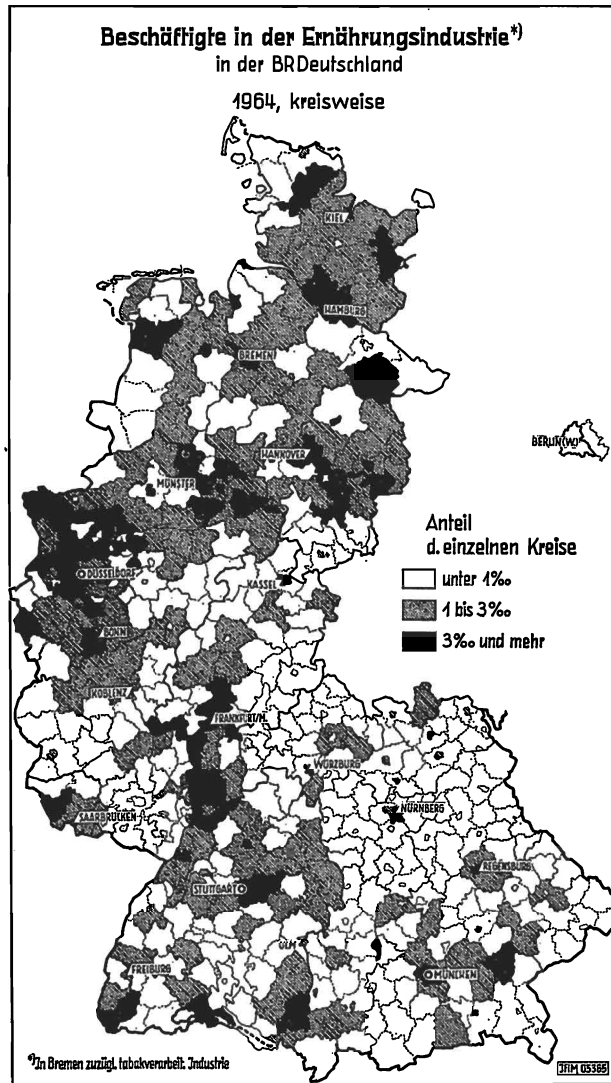 Beschäftigte in der Ernährungsindustrie*)
in der BRDeutschland
1964, kreisweise
KIEL
HAMBURG
BREMEN
BERLIN(W.)
HANNOVER
MÜNSTER
Anteil
d. einzelnen Kreise
DÜSSELDORF
KASSEL
unter 1‰
1 bis 3‰
BONN
3‰ und mehr
KOBLENZ
FRANKFURT/M.
WÜRZBURG
NÜRNBERG
SAARBRÜCKEN
REGENSBURG
STUTTGART
ULM
FREIBURG
MÜNCHEN
*)In Bremen zuzügl. tabakverarbeit. Industrie
JFIM 05365